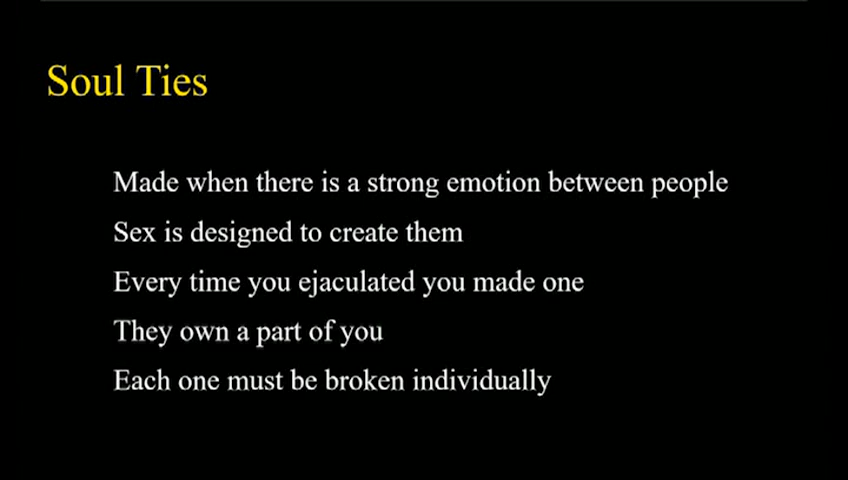 Soul Ties
Made when there is a strong emotion between people
Sex is designed to create them
Every time you ejaculated you made one
They own a part of you
Each one must be broken individually